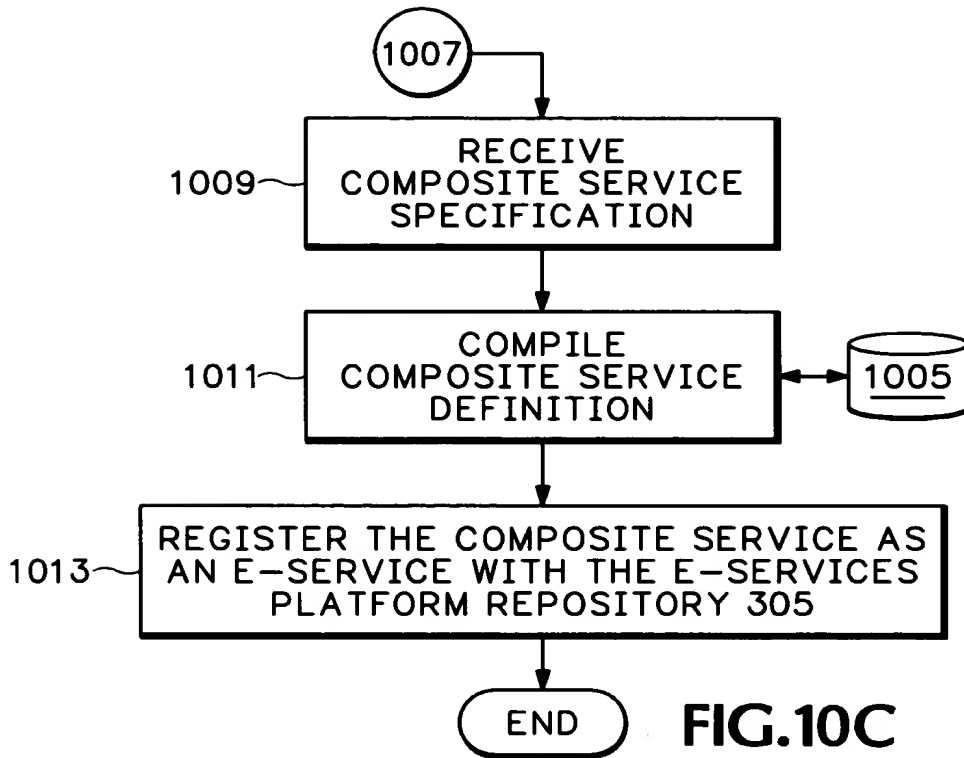 1007
RECEIVE
COMPOSITE SERVICE
SPECIFICATION
1009
COMPILE
COMPOSITE SERVICE
DEFINITION
1011
1005
REGISTER THE COMPOSITE SERVICE AS
AN E-SERVICE WITH THE E-SERVICES
PLATFORM REPOSITORY 305
1013
END
FIG.10C